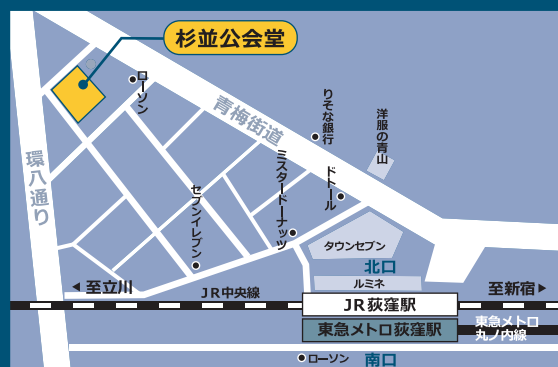 杉並公会堂
ローソン
青梅街道
りそな銀行
洋服の青山
環八通り
セブンイレブン
ミスタードーナッツ
ドトール
タウンセブン
北口
ルミネ
◀ 至立川
JR中央線
JR荻窪駅
至新宿▶
東急メトロ荻窪駅
東急メトロ
丸ノ内線
ローソン
南口